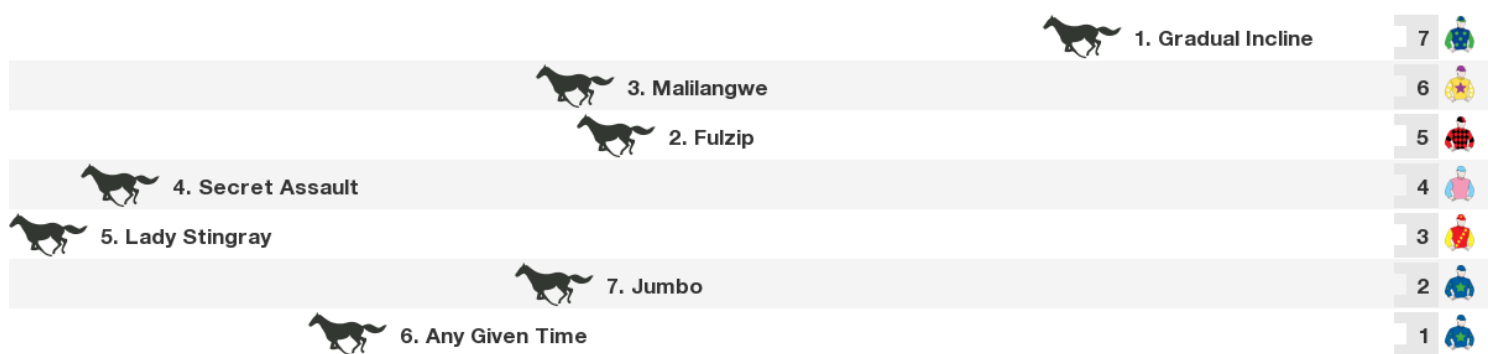 1. Gradual Incline 7
3. Malilangwe 6
2. Fulzip 5
4. Secret Assault 4
5. Lady Stingray 3
7. Jumbo 2
6. Any Given Time 1